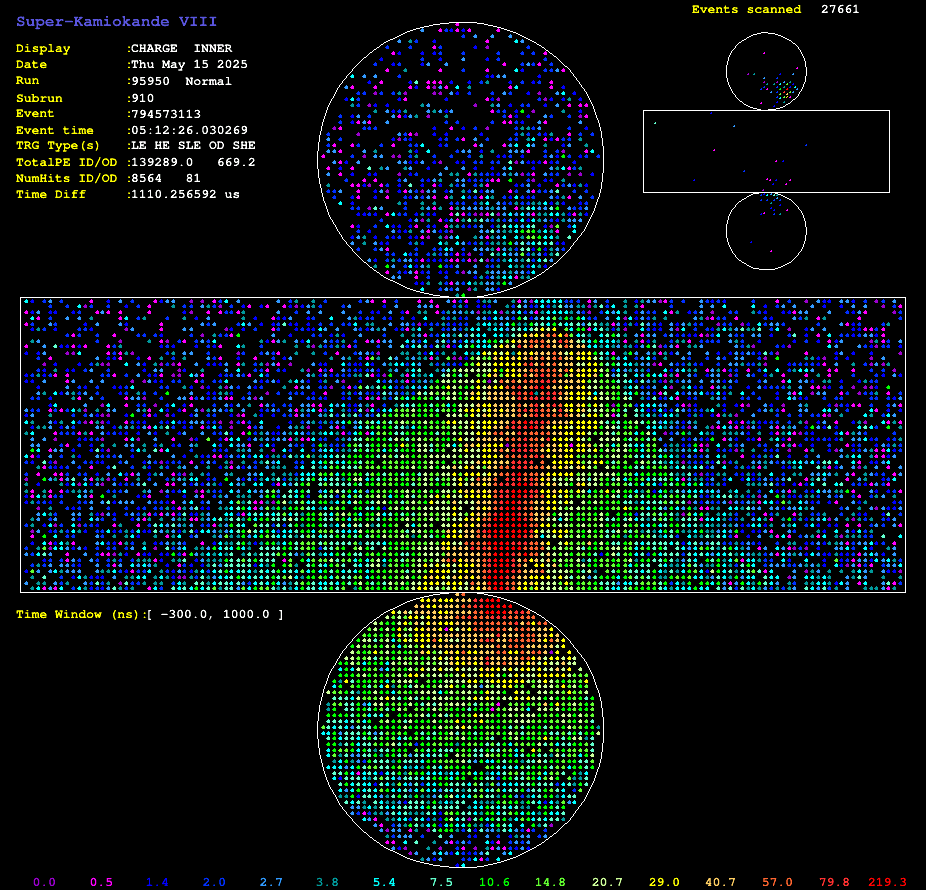 Super-Kamiokande VIII
Events scanned 27661
Display :CHARGE INNER
Date :Thu May 15 2025
Run :95950 Normal
Subrun :910
Event :794573113
Event time :05:12:26.030269
TRG Type(s) :LE HE SLE OD SHE
TotalPE ID/OD :139289.0 669.2
NumHits ID/OD :8564 81
Time Diff :1110.256592 us
Time Window (ns):[ -300.0, 1000.0 ]
0.0 0.5 1.4 2.0 2.7 3.8 5.4 7.5 10.6 14.8 20.7 29.0 40.7 57.0 79.8 219.3